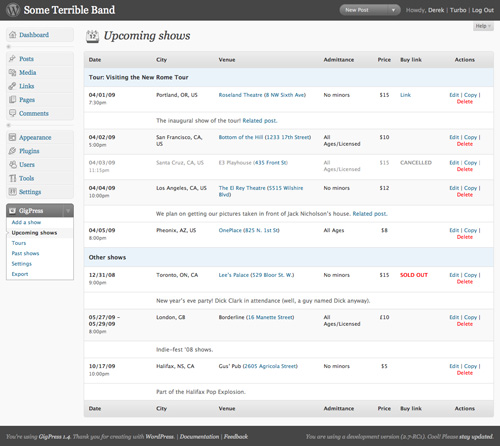 Some Terrible Band
New Post
Howdy, Derek | Turbo | Log Out
Help
Dashboard
Posts
Media
Links
Pages
Comments
Appearance
Plugins
Users
Tools
Settings
GigPress
Add a show
Upcoming shows
Tours
Past shows
Settings
Export
Upcoming shows
Date City Venue Admittance Price Buy link Actions
Tour: Visiting the New Rome Tour
04/01/09 Portland, OR, US Roseland Theatre (8 NW Sixth Ave) No minors $15 Link Edit | Copy |
7:30pm Delete
The inaugural show of the tour! Related post.
04/02/09 San Francisco, CA, Bottom of the Hill (1233 17th Street) All $10 Edit | Copy |
5:00pm US Ages/Licensed Delete
04/03/09 Santa Cruz, CA, US E3 Playhouse (435 Front St) All $15 CANCELLED Edit | Copy |
11:15pm Ages/Licensed Delete
04/04/09 Los Angeles, CA, US The El Rey Theatre (5515 Wilshire No minors $12 Edit | Copy |
10:00pm Blvd) Delete
We plan on getting our pictures taken in front of Jack Nicholson's house. Related post.
04/05/09 Pheonix, AZ, US OnePlace (825 N. 1st St) All Ages $8 Edit | Copy |
8:00pm Delete
Other shows
12/31/08 Toronto, ON, CA Lee's Palace (529 Bloor St. W.) No minors $15 SOLD OUT Edit | Copy |
9:00pm Delete
New year's eve party! Dick Clark in attendance (well, a guy named Dick anyway).
05/27/09 - London, GB Borderline (16 Manette Street) All £10 Edit | Copy |
05/29/09 Ages/Licensed Delete
8:00pm
Indie-fest '08 shows.
10/17/09 Halifax, NS, CA Gus' Pub (2605 Agricola Street) No minors $5 Edit | Copy |
10:00pm Delete
Part of the Halifax Pop Explosion.
Date City Venue Admittance Price Buy link Actions
You're using GigPress 1.4. Thank you for creating with WordPress. | Documentation | Feedback
You are using a development version (2.7-RC1). Cool! Please stay updated.